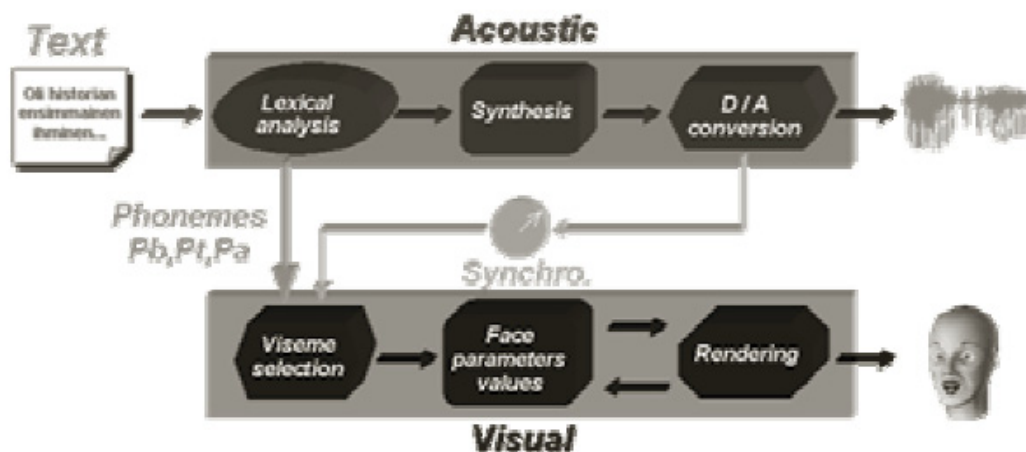 Text
Acoustic
Oli historian
ensimmainen
ihminen...
Lexical
analysis
Synthesis
D / A
conversion
Phonemes
Pb,Pt,Pa
Synchro.
Viseme
selection
Face
parameters
values
Rendering
Visual